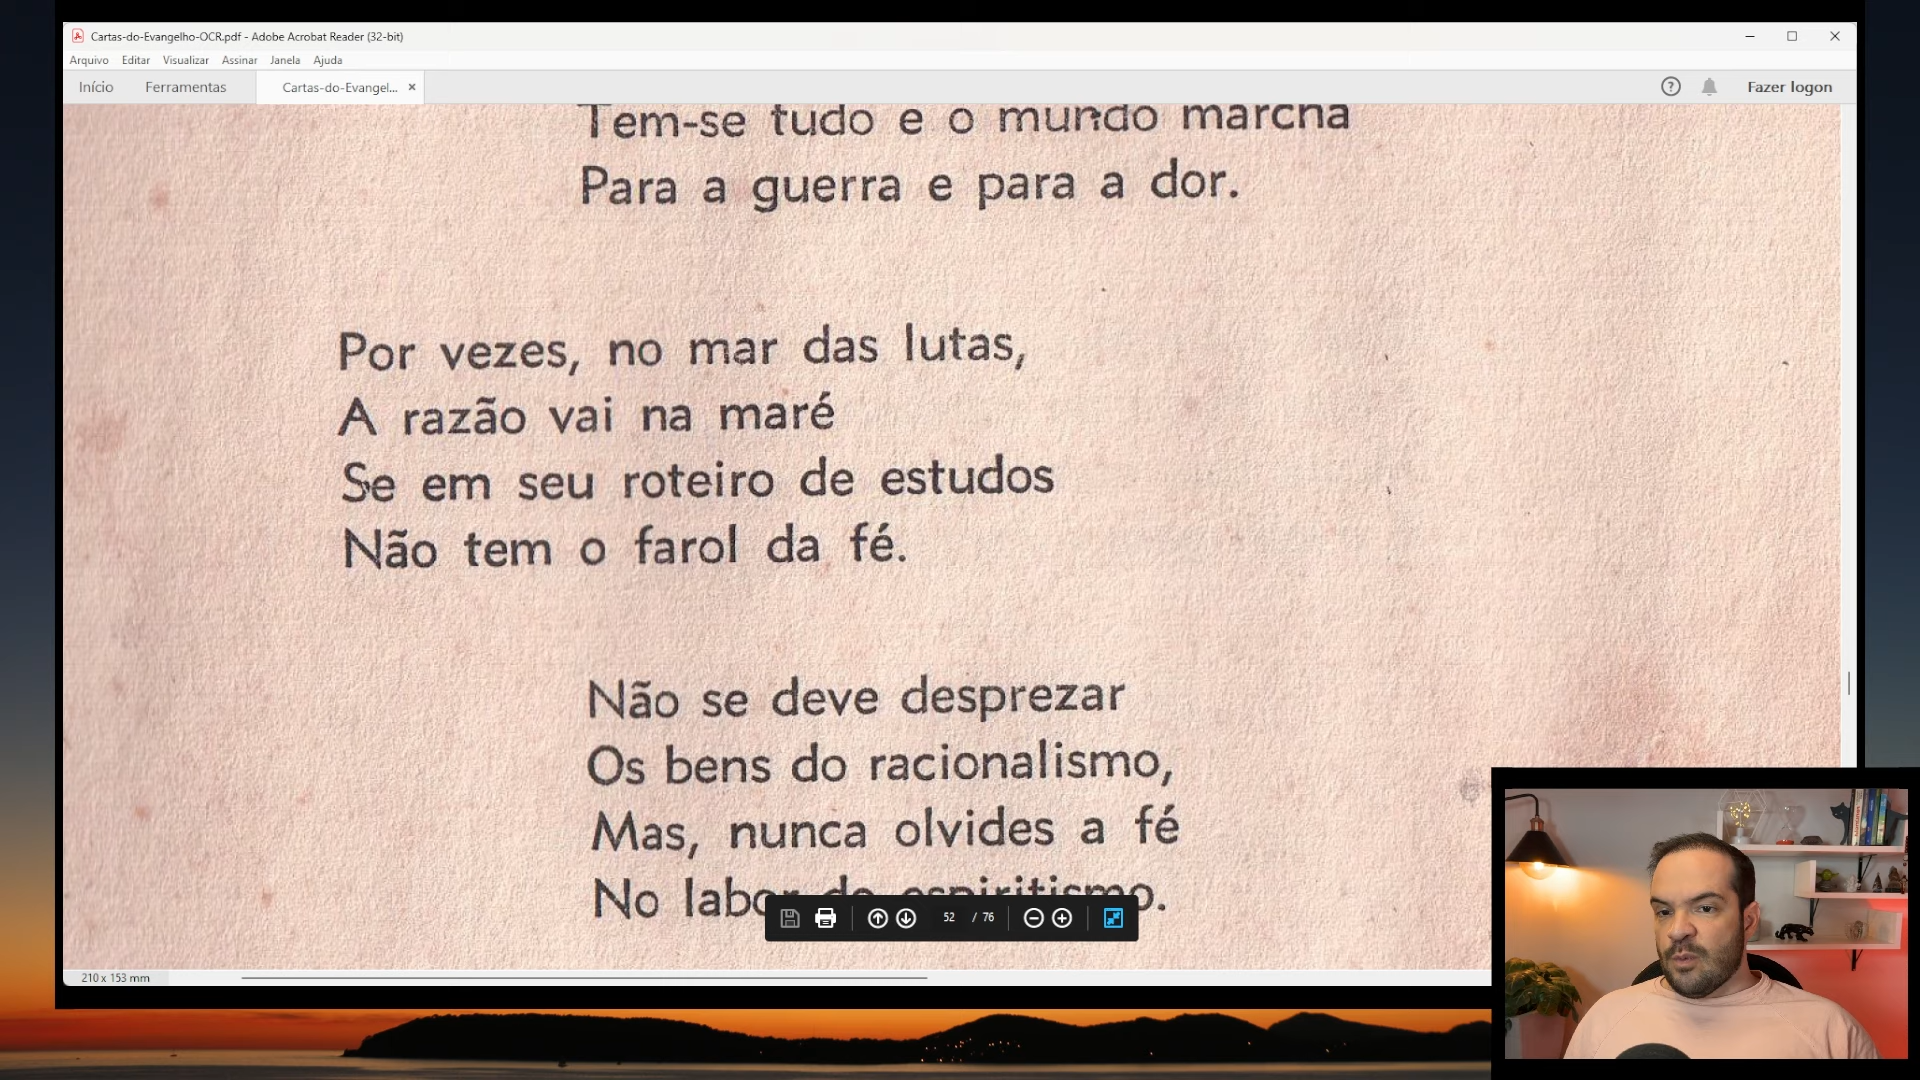 Cartas-do-Evangelho-OCR.pdf - Adobe Acrobat Reader (32-bit)
Arquivo Editar Visualizar Assinar Janela Ajuda
Início Ferramentas Cartas-do-Evangel... × Fazer logon
Tem-se tudo e o mundo marcha
Para a guerra e para a dor.
Por vezes, no mar das lutas,
A razão vai na maré
Se em seu roteiro de estudos
Não tem o farol da fé.
Não se deve desprezar
Os bens do racionalismo,
Mas, nunca olvides a fé
No labor do espiritismo.
52 / 76
210 x 153 mm